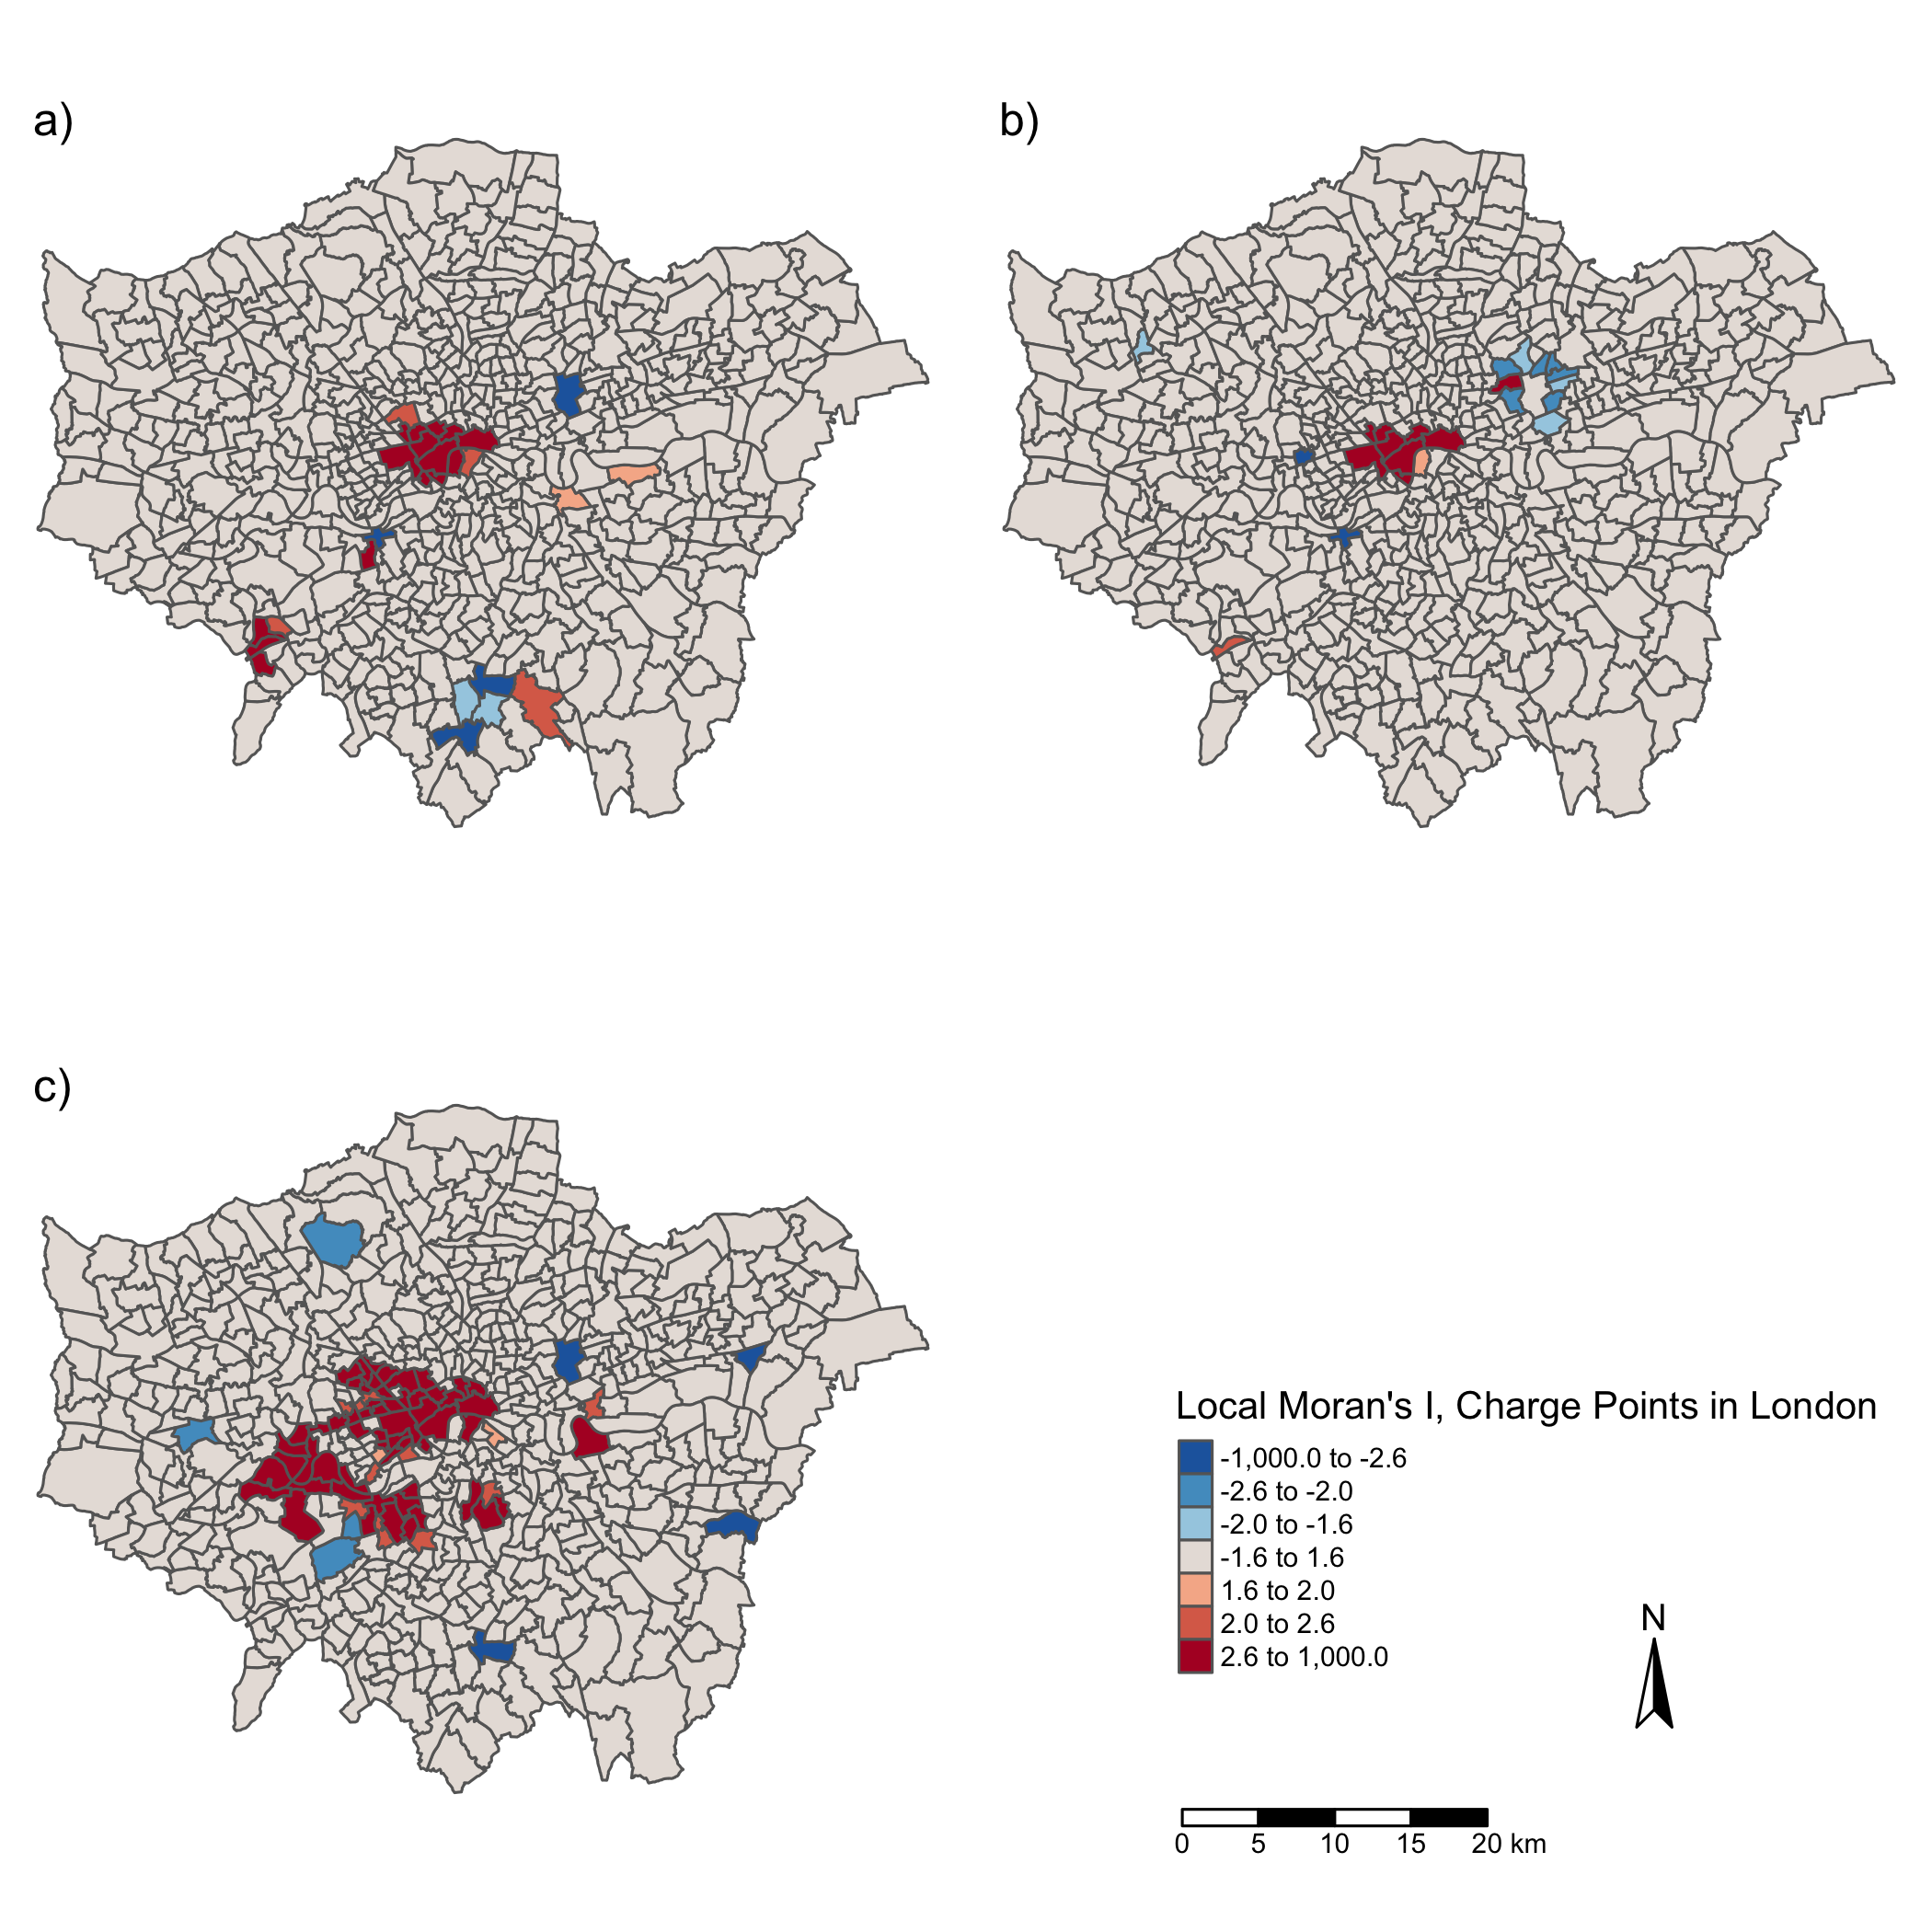 a)
b)
c)
Local Moran's I, Charge Points in London
-1,000.0 to -2.6
-2.6 to -2.0
-2.0 to -1.6
-1.6 to 1.6
1.6 to 2.0
2.0 to 2.6
2.6 to 1,000.0
N
0 5 10 15 20 km